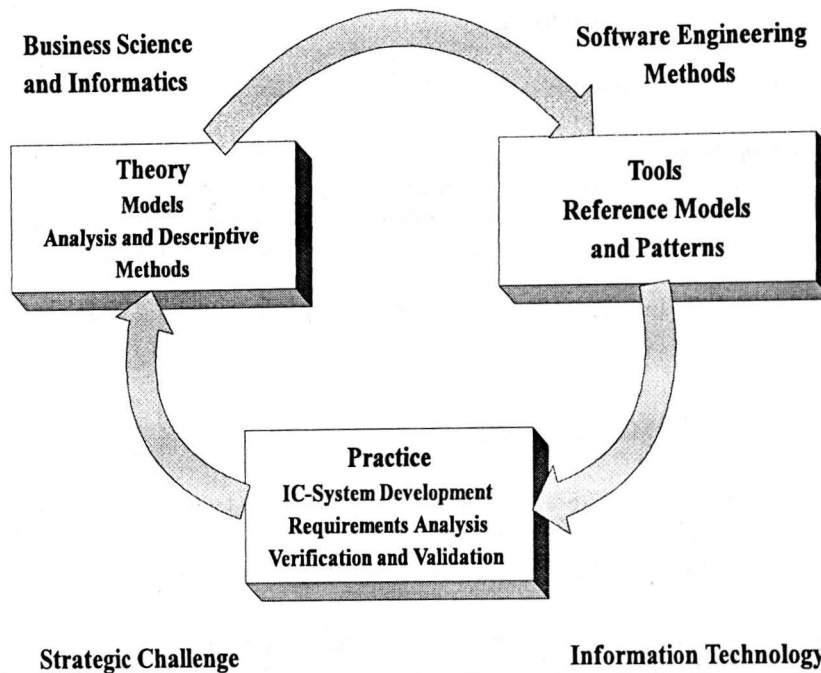 Business Science
and Informatics
Software Engineering
Methods
Theory
Models
Analysis and Descriptive
Methods
Tools
Reference Models
and Patterns
Practice
IC-System Development
Requirements Analysis
Verification and Validation
Strategic Challenge
Information Technology